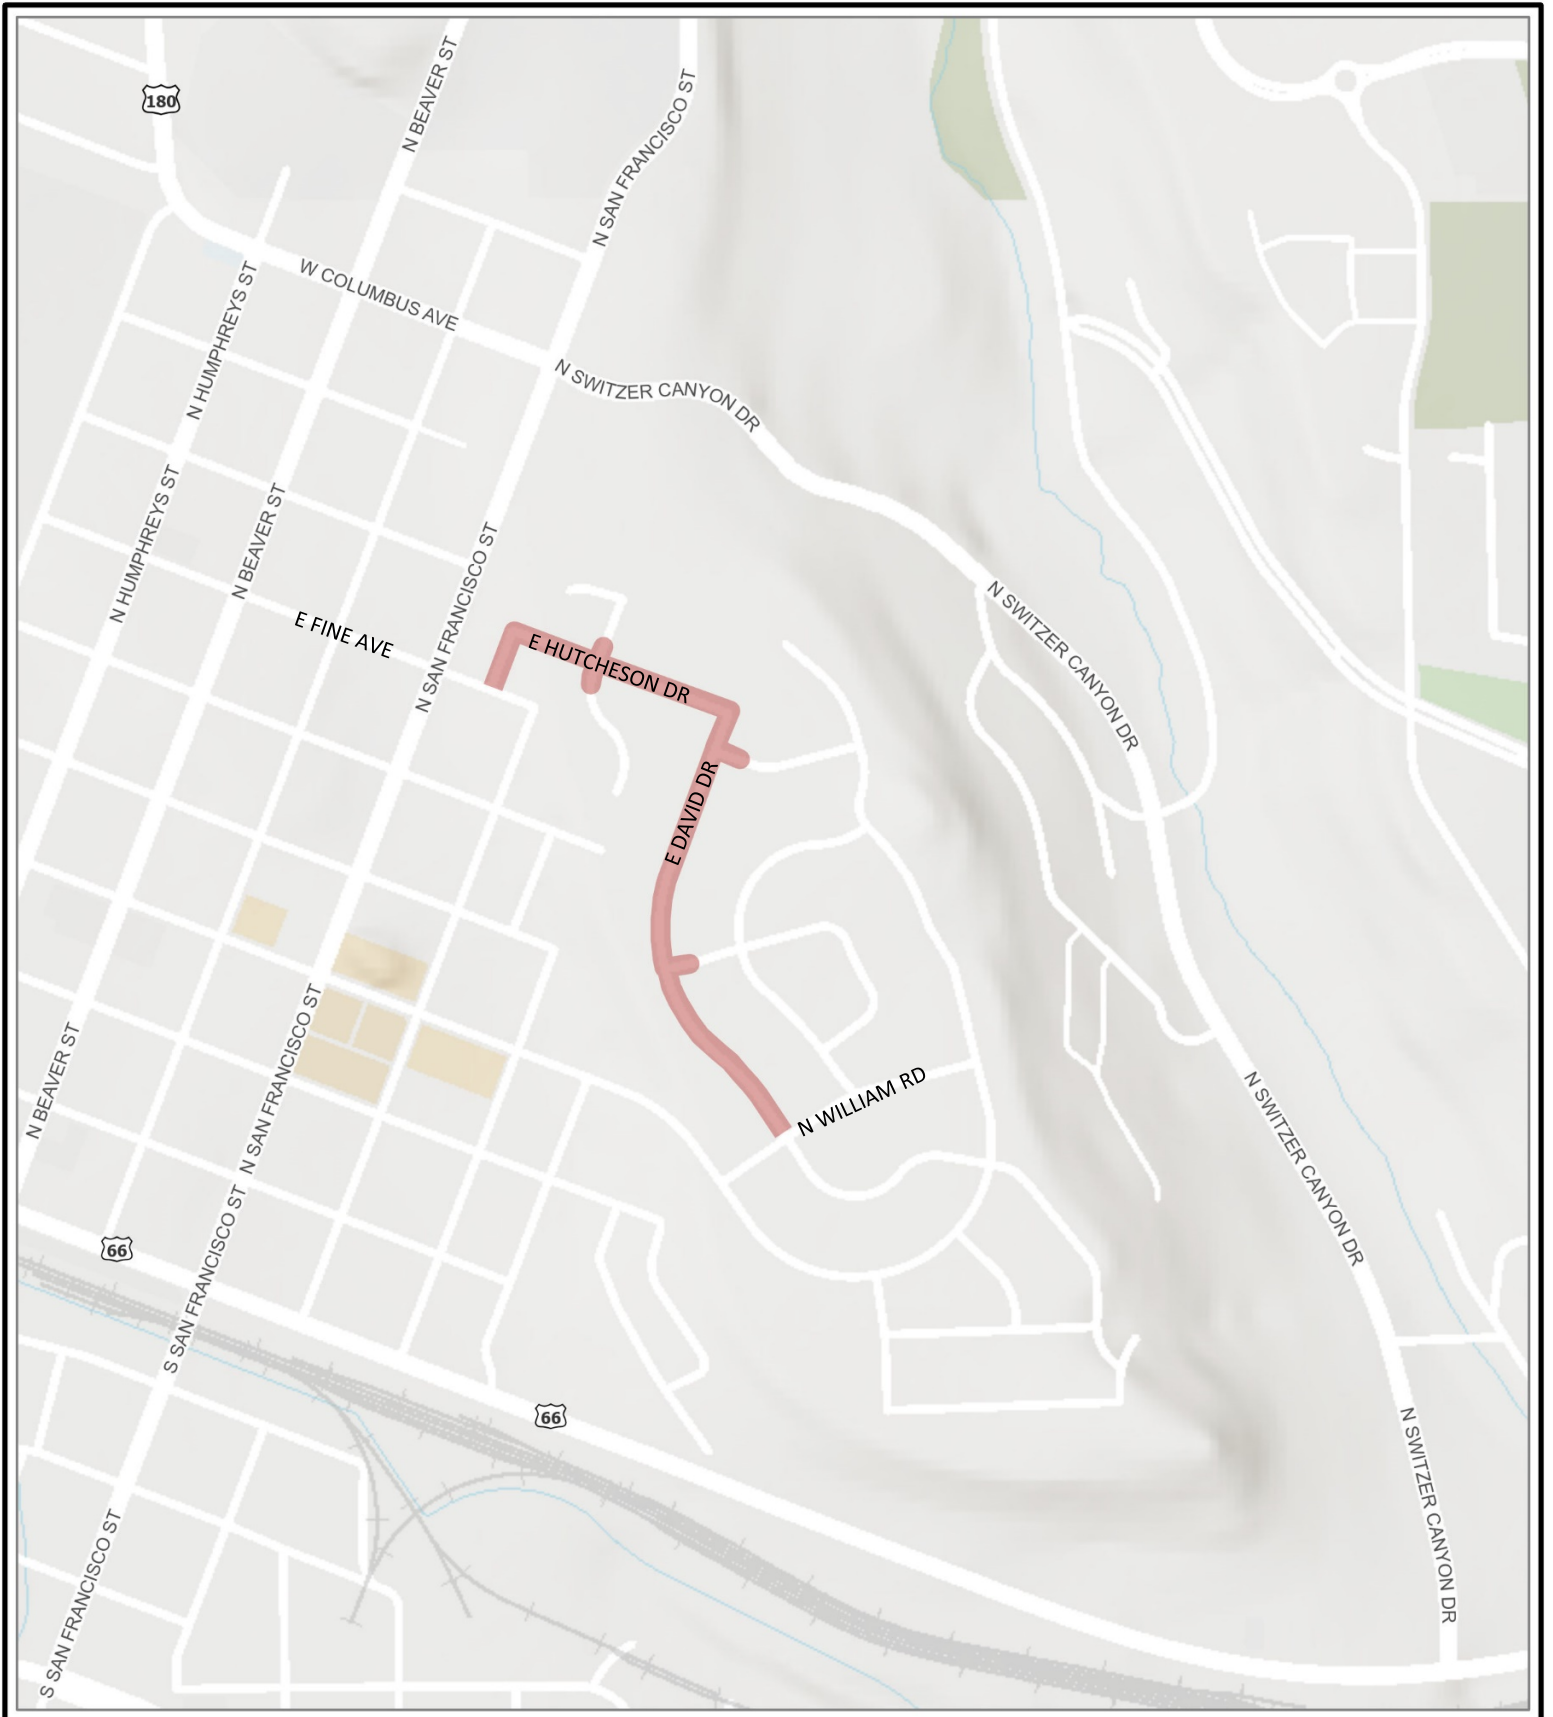 N BEAVER ST
180
N SAN FRANCISCO ST
W COLUMBUS AVE
N HUMPHREYS ST
N SWITZER CANYON DR
N HUMPHREYS ST
N BEAVER ST
N SAN FRANCISCO ST
E FINE AVE
N SWITZER CANYON DR
E HUTCHESON DR
E DAVID DR
N BEAVER ST
N SAN FRANCISCO ST
N WILLIAM RD
N SWITZER CANYON DR
66
S SAN FRANCISCO ST
66
N SWITZER CANYON DR
S SAN FRANCISCO ST